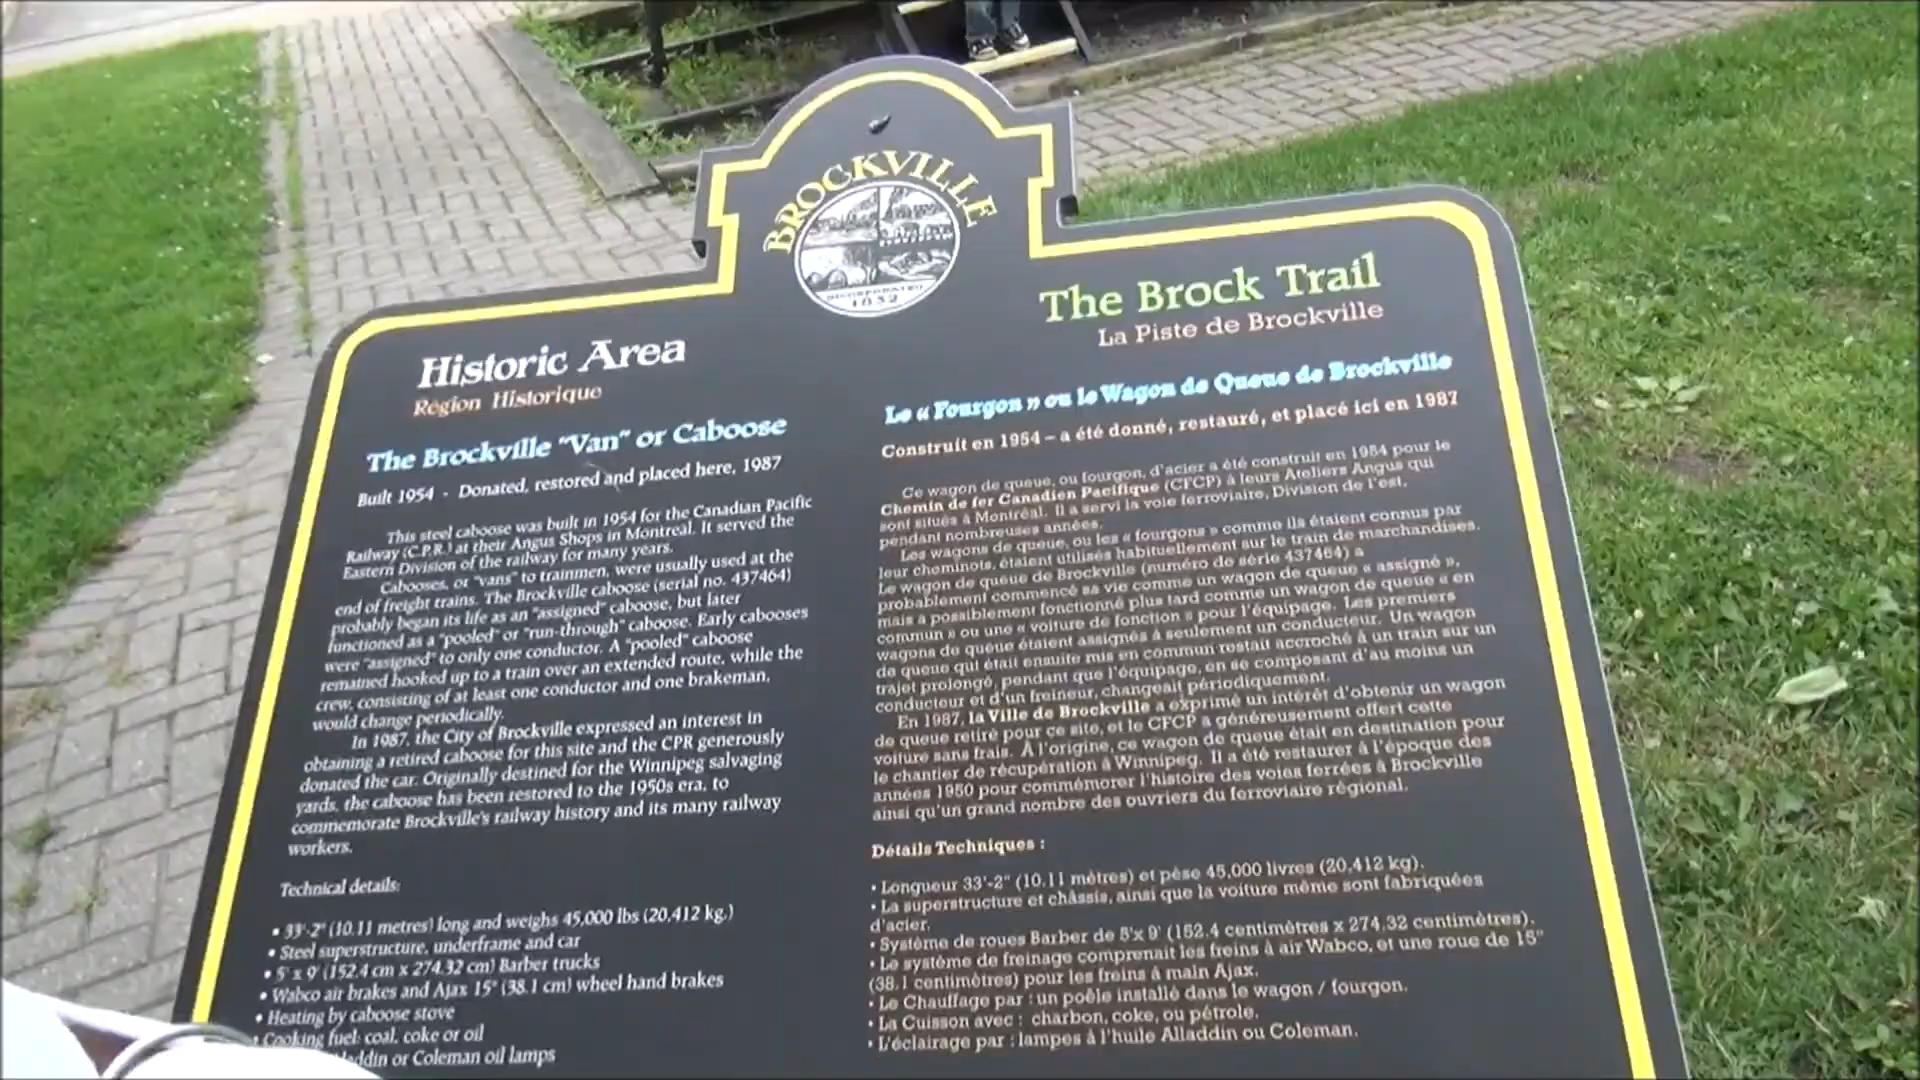 BROCKVILLE
INCORPORATED
1832
Historic Area
Région Historique
The Brockville "Van" or Caboose
Built 1954 - Donated, restored and placed here, 1987
This steel caboose was built in 1954 for the Canadian Pacific
Railway (C.P.R.) at their Angus Shops in Montreal. It served the
Eastern Division of the railway for many years.
Cabooses, or "vans" to trainmen, were usually used at the
end of freight trains. The Brockville caboose (serial no. 437464)
probably began its life as an "assigned" caboose, but later
functioned as a "pooled" or "run-through" caboose. Early cabooses
were "assigned" to only one conductor. A "pooled" caboose
remained hooked up to a train over an extended route, while the
crew, consisting of at least one conductor and one brakeman,
would change periodically.
In 1987, the City of Brockville expressed an interest in
obtaining a retired caboose for this site and the CPR generously
donated the car. Originally destined for the Winnipeg salvaging
yards, the caboose has been restored to the 1950s era, to
commemorate Brockville's railway history and its many railway
workers.
Technical details:
• 33'-2" (10.11 metres) long and weighs 45,000 lbs (20,412 kg.)
• Steel superstructure, underframe and car
• 5' x 9' (152.4 cm x 274.32 cm) Barber trucks
• Wabco air brakes and Ajax 15" (38.1 cm) wheel hand brakes
• Heating by caboose stove
• Cooking fuel: coal, coke or oil
laddin or Coleman oil lamps
The Brock Trail
La Piste de Brockville
Le « Fourgon » ou le Wagon de Queue de Brockville
Construit en 1954 – a été donné, restauré, et placé ici en 1987
Ce wagon de queue, ou fourgon, d'acier a été construit en 1954 pour le
Chemin de fer Canadien Pacifique (CFCP) à leurs Ateliers Angus qui
sont situés à Montréal. Il a servi la voie ferroviaire, Division de l'est,
pendant nombreuses années.
Les wagons de queue, ou les « fourgons » comme ils étaient connus par
leur cheminots, étaient utilisés habituellement sur le train de marchandises.
Le wagon de queue de Brockville (numéro de série 437464) a
probablement commencé sa vie comme un wagon de queue « assigné »,
mais a possiblement fonctionné plus tard comme un wagon de queue « en
commun » ou une « voiture de fonction » pour l'équipage. Les premiers
wagons de queue étaient assignés à seulement un conducteur. Un wagon
de queue qui était ensuite mis en commun restait accroché à un train sur un
trajet prolongé, pendant que l'équipage, en se composant d'au moins un
conducteur et d'un freineur, changeait périodiquement.
En 1987, la Ville de Brockville a exprimé un intérêt d'obtenir un wagon
de queue retiré pour ce site, et le CFCP a généreusement offert cette
voiture sans frais. À l'origine, ce wagon de queue était en destination pour
le chantier de récupération à Winnipeg. Il a été restaurer à l'époque des
années 1950 pour commémorer l'histoire des voies ferrées à Brockville
ainsi qu'un grand nombre des ouvriers du ferroviaire régional.
Détails Techniques :
• Longueur 33'-2" (10.11 mètres) et pèse 45,000 livres (20,412 kg).
• La superstructure et châssis, ainsi que la voiture même sont fabriquées
d'acier.
• Système de roues Barber de 5'x 9' (152.4 centimètres x 274.32 centimètres).
• Le système de freinage comprenait les freins à air Wabco, et une roue de 15"
(38.1 centimètres) pour les freins à main Ajax.
• Le Chauffage par : un poêle installé dans le wagon / fourgon.
• La Cuisson avec : charbon, coke, ou pétrole.
• L'éclairage par : lampes à l'huile Alladdin ou Coleman.